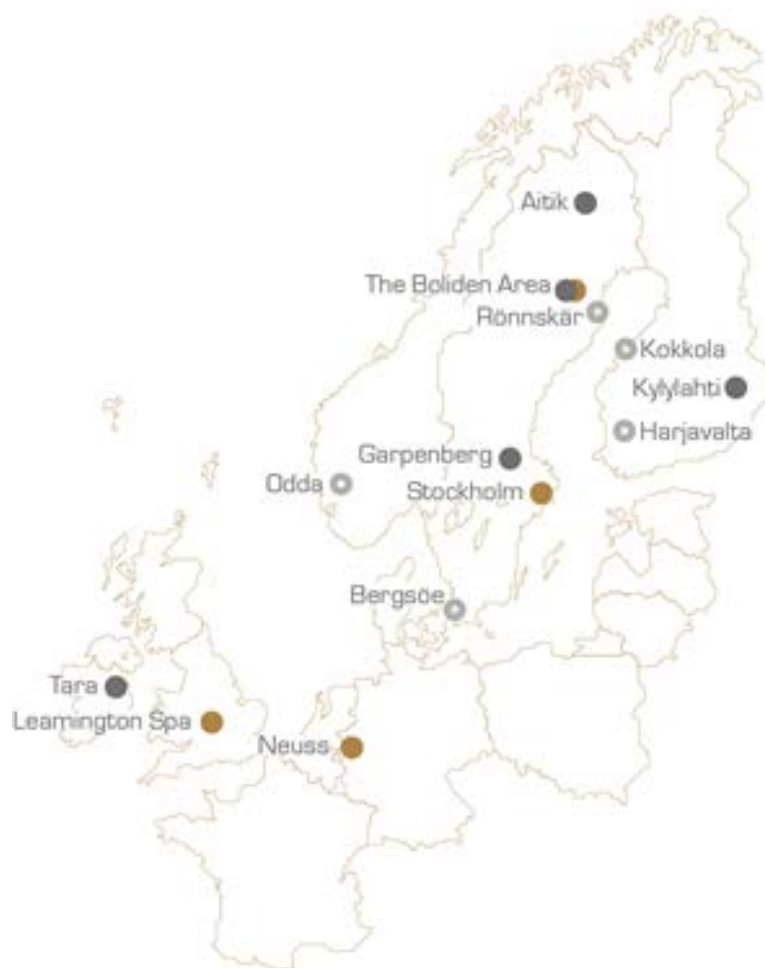 Aitik
The Boliden Area
Rönnskär
Kokkola
Kylylahti
Harjavalta
Garpenberg
Odda
Stockholm
Bergsöe
Tara
Leamington Spa
Neuss